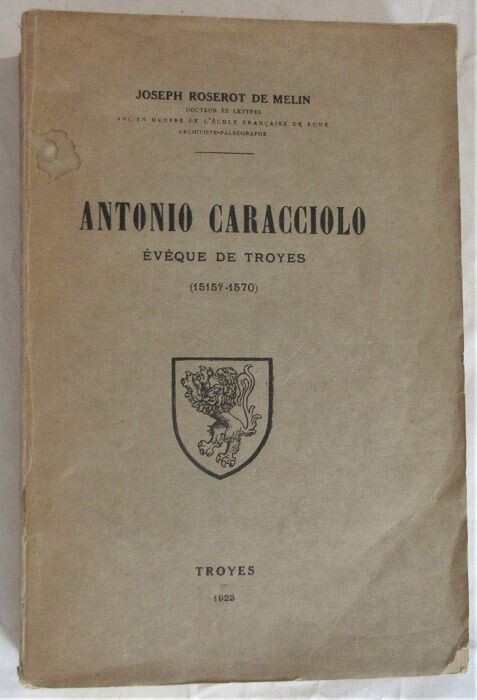 JOSEPH ROSEROT DE MELIN
DOCTEUR ÈS LETTRES
ANCIEN MEMBRE DE L'ÉCOLE FRANÇAISE DE ROME
ARCHIVISTE-PALÉOGRAPHE
ANTONIO CARACCIOLO
ÉVÊQUE DE TROYES
(1515?-1570)
TROYES
1923